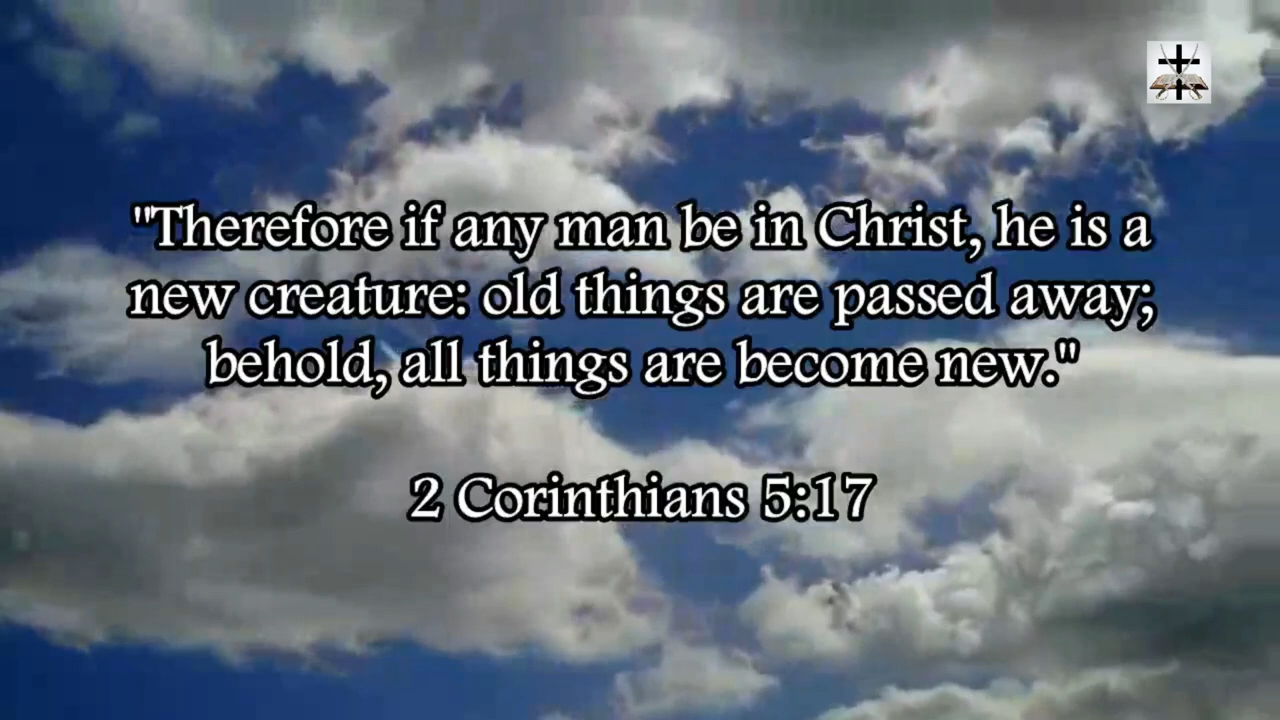 "Therefore if any man be in Christ, he is a
new creature: old things are passed away;
behold, all things are become new."
2 Corinthians 5:17